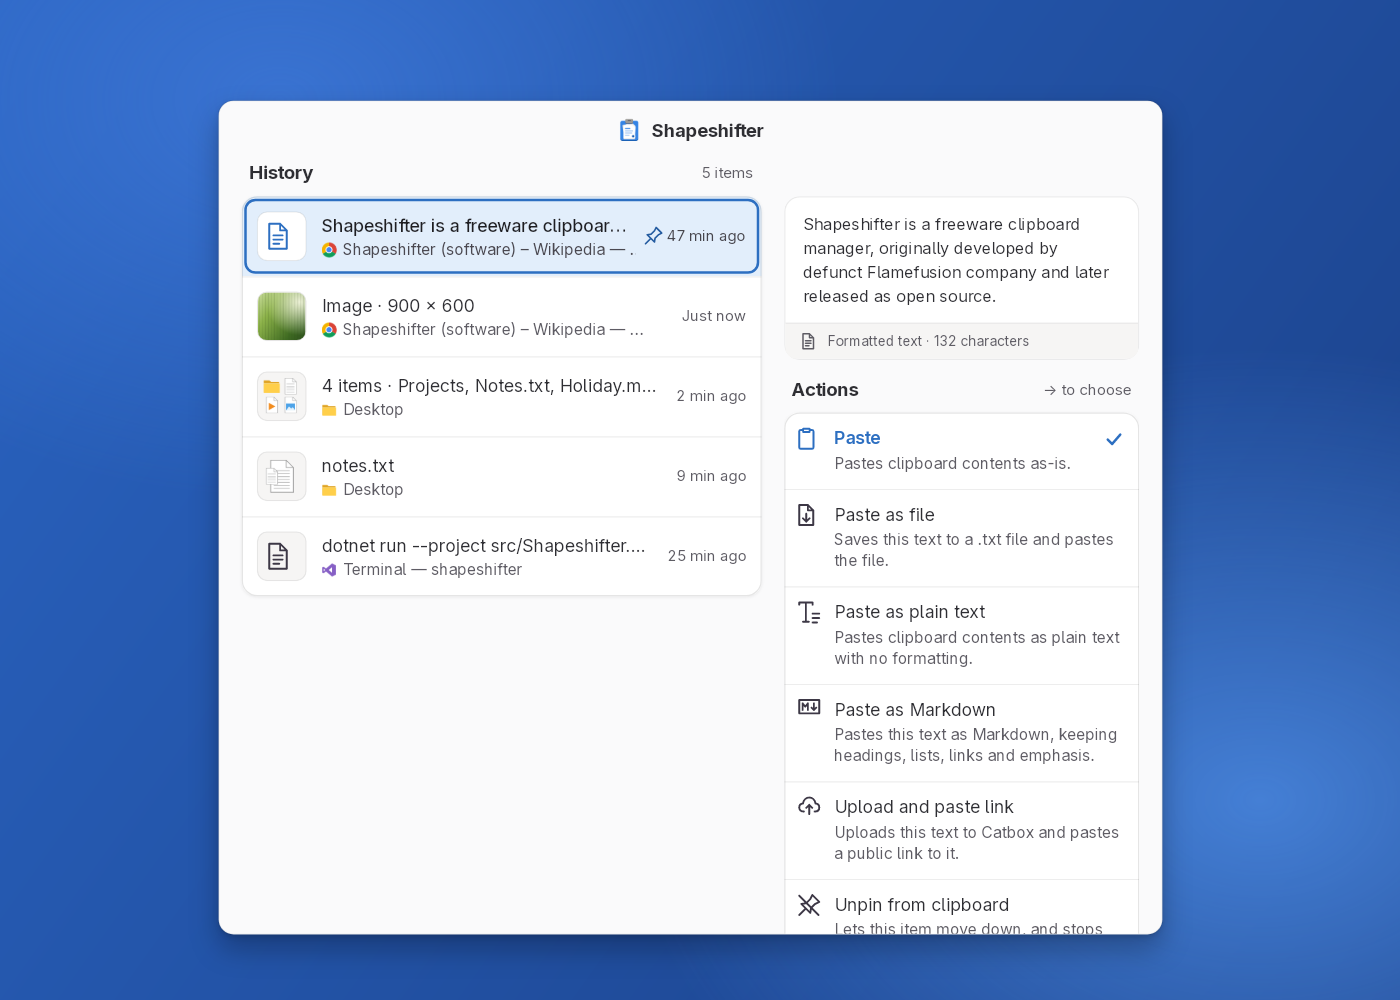 Shapeshifter
History
5 items
Shapeshifter is a freeware clipboar…
Shapeshifter (software) – Wikipedia — .
47 min ago
Image · 900 × 600
Shapeshifter (software) – Wikipedia — …
Just now
4 items · Projects, Notes.txt, Holiday.m…
Desktop
2 min ago
notes.txt
Desktop
9 min ago
dotnet run --project src/Shapeshifter.…
Terminal — shapeshifter
25 min ago
Shapeshifter is a freeware clipboard
manager, originally developed by
defunct Flamefusion company and later
released as open source.
Formatted text · 132 characters
Actions
→ to choose
Paste
Pastes clipboard contents as-is.
Paste as file
Saves this text to a .txt file and pastes
the file.
Paste as plain text
Pastes clipboard contents as plain text
with no formatting.
Paste as Markdown
Pastes this text as Markdown, keeping
headings, lists, links and emphasis.
Upload and paste link
Uploads this text to Catbox and pastes
a public link to it.
Unpin from clipboard
Lets this item move down, and stops